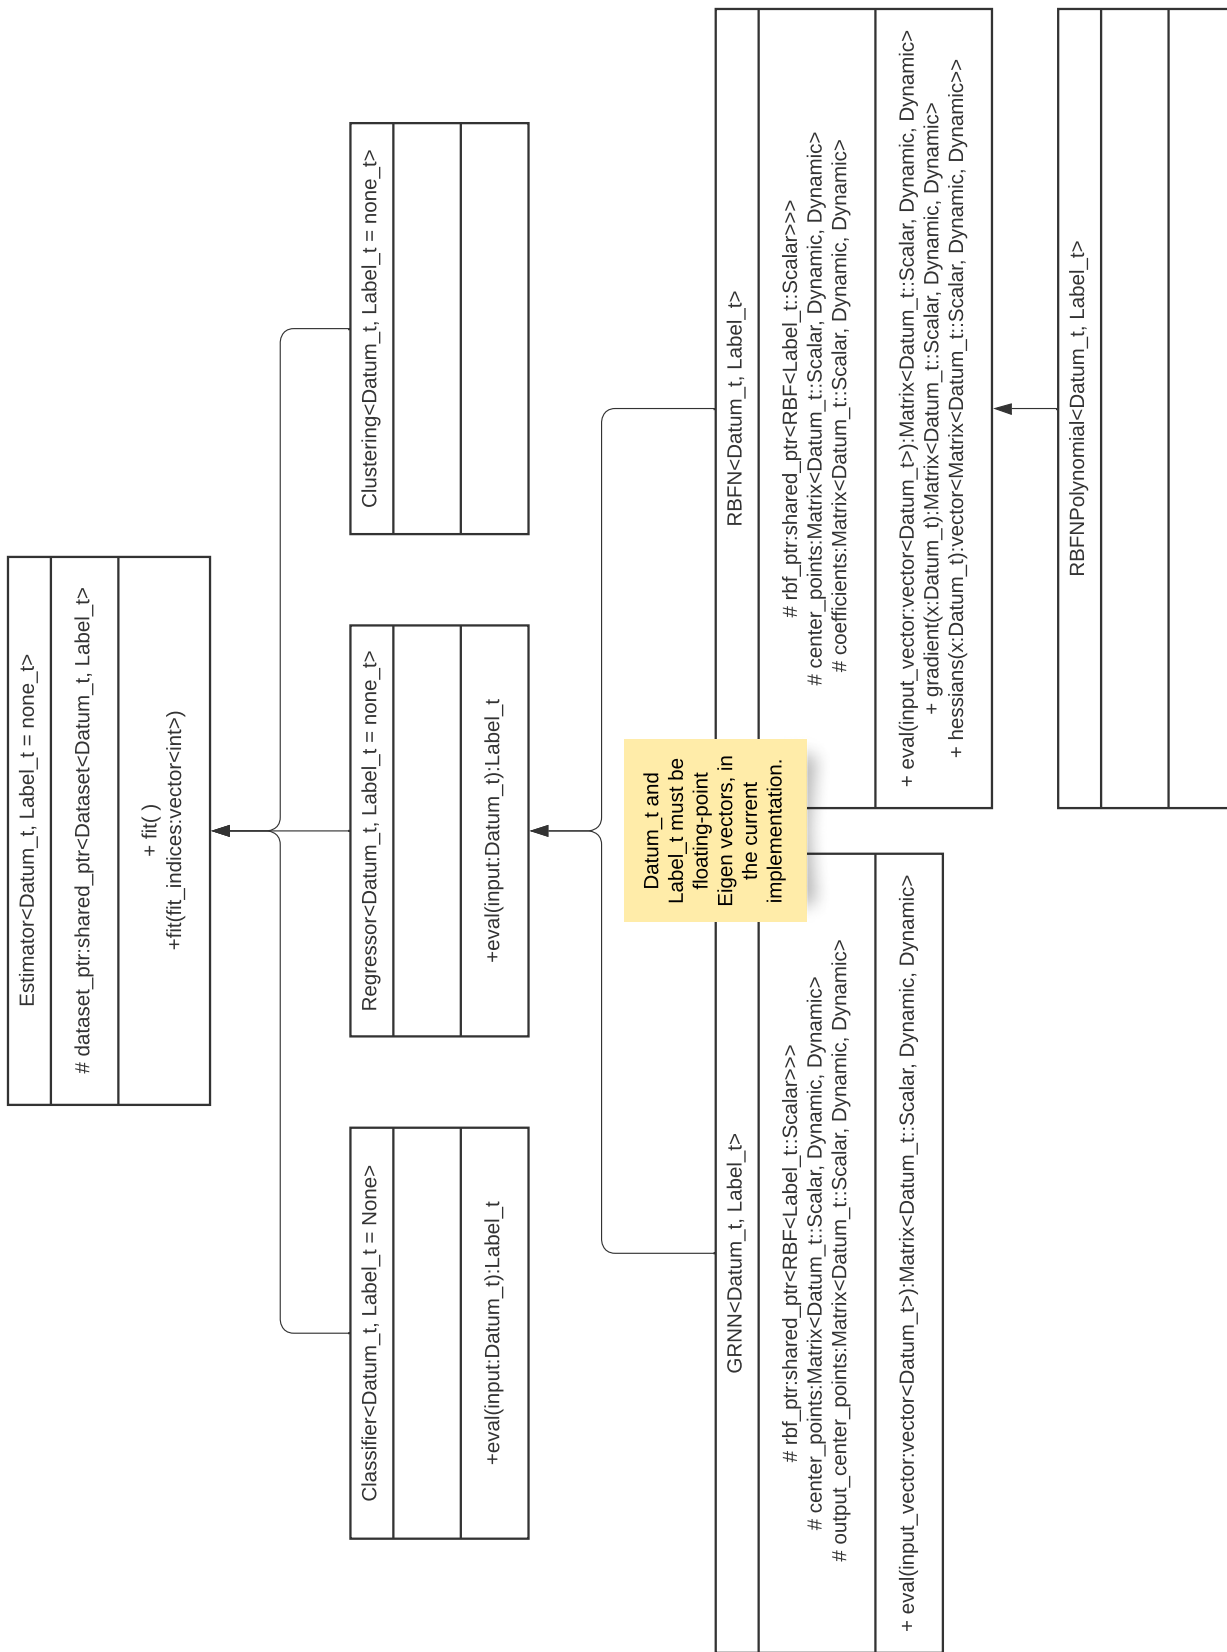 Estimator<Datum_t, Label_t = none_t>
# dataset_ptr:shared_ptr<Dataset<Datum_t, Label_t>
+ fit( )
+fit(fit_indices:vector<int>)
Classifier<Datum_t, Label_t = None>
+eval(input:Datum_t):Label_t
Regressor<Datum_t, Label_t = none_t>
+eval(input:Datum_t):Label_t
Clustering<Datum_t, Label_t = none_t>
Datum_t and
Label_t must be
floating-point
Eigen vectors, in
the current
implementation.
GRNN<Datum_t, Label_t>
# rbf_ptr:shared_ptr<RBF<Label_t::Scalar>>>
# center_points:Matrix<Datum_t::Scalar, Dynamic, Dynamic>
# output_center_points:Matrix<Datum_t::Scalar, Dynamic, Dynamic>
+ eval(input_vector:vector<Datum_t>):Matrix<Datum_t::Scalar, Dynamic, Dynamic>
RBFN<Datum_t, Label_t>
# rbf_ptr:shared_ptr<RBF<Label_t::Scalar>>>
# center_points:Matrix<Datum_t::Scalar, Dynamic, Dynamic>
# coefficients:Matrix<Datum_t::Scalar, Dynamic, Dynamic>
+ eval(input_vector:vector<Datum_t>):Matrix<Datum_t::Scalar, Dynamic, Dynamic>
+ gradient(x:Datum_t):Matrix<Datum_t::Scalar, Dynamic, Dynamic>
+ hessians(x:Datum_t):vector<Matrix<Datum_t::Scalar, Dynamic, Dynamic>>
RBFNPolynomial<Datum_t, Label_t>